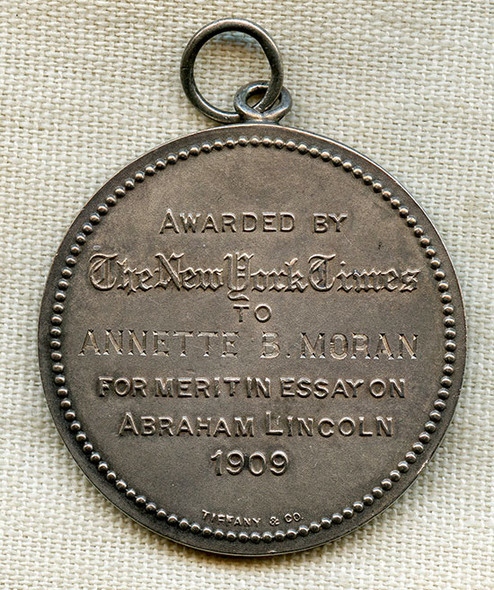 AWARDED BY
The New York Times
TO
ANNETTE B. MORAN
FOR MERIT IN ESSAY ON
ABRAHAM LINCOLN
1909
TIFFANY & CO.